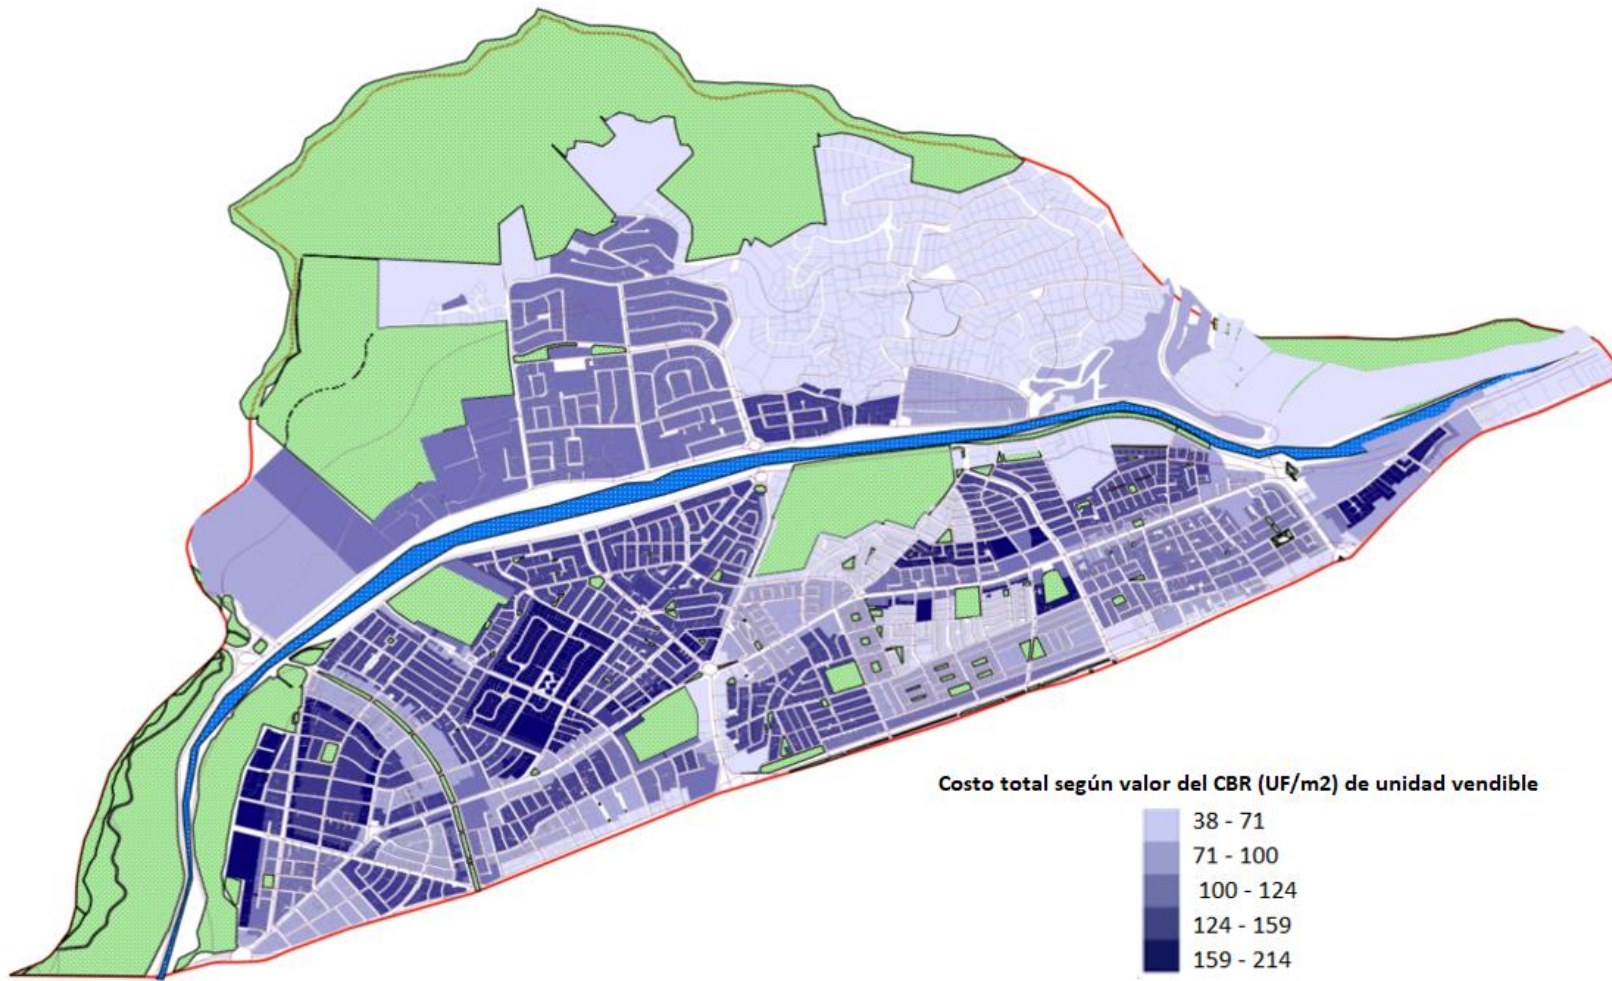 Costo total según valor del CBR (UF/m2) de unidad vendible
38 - 71
71 - 100
100 - 124
124 - 159
159 - 214